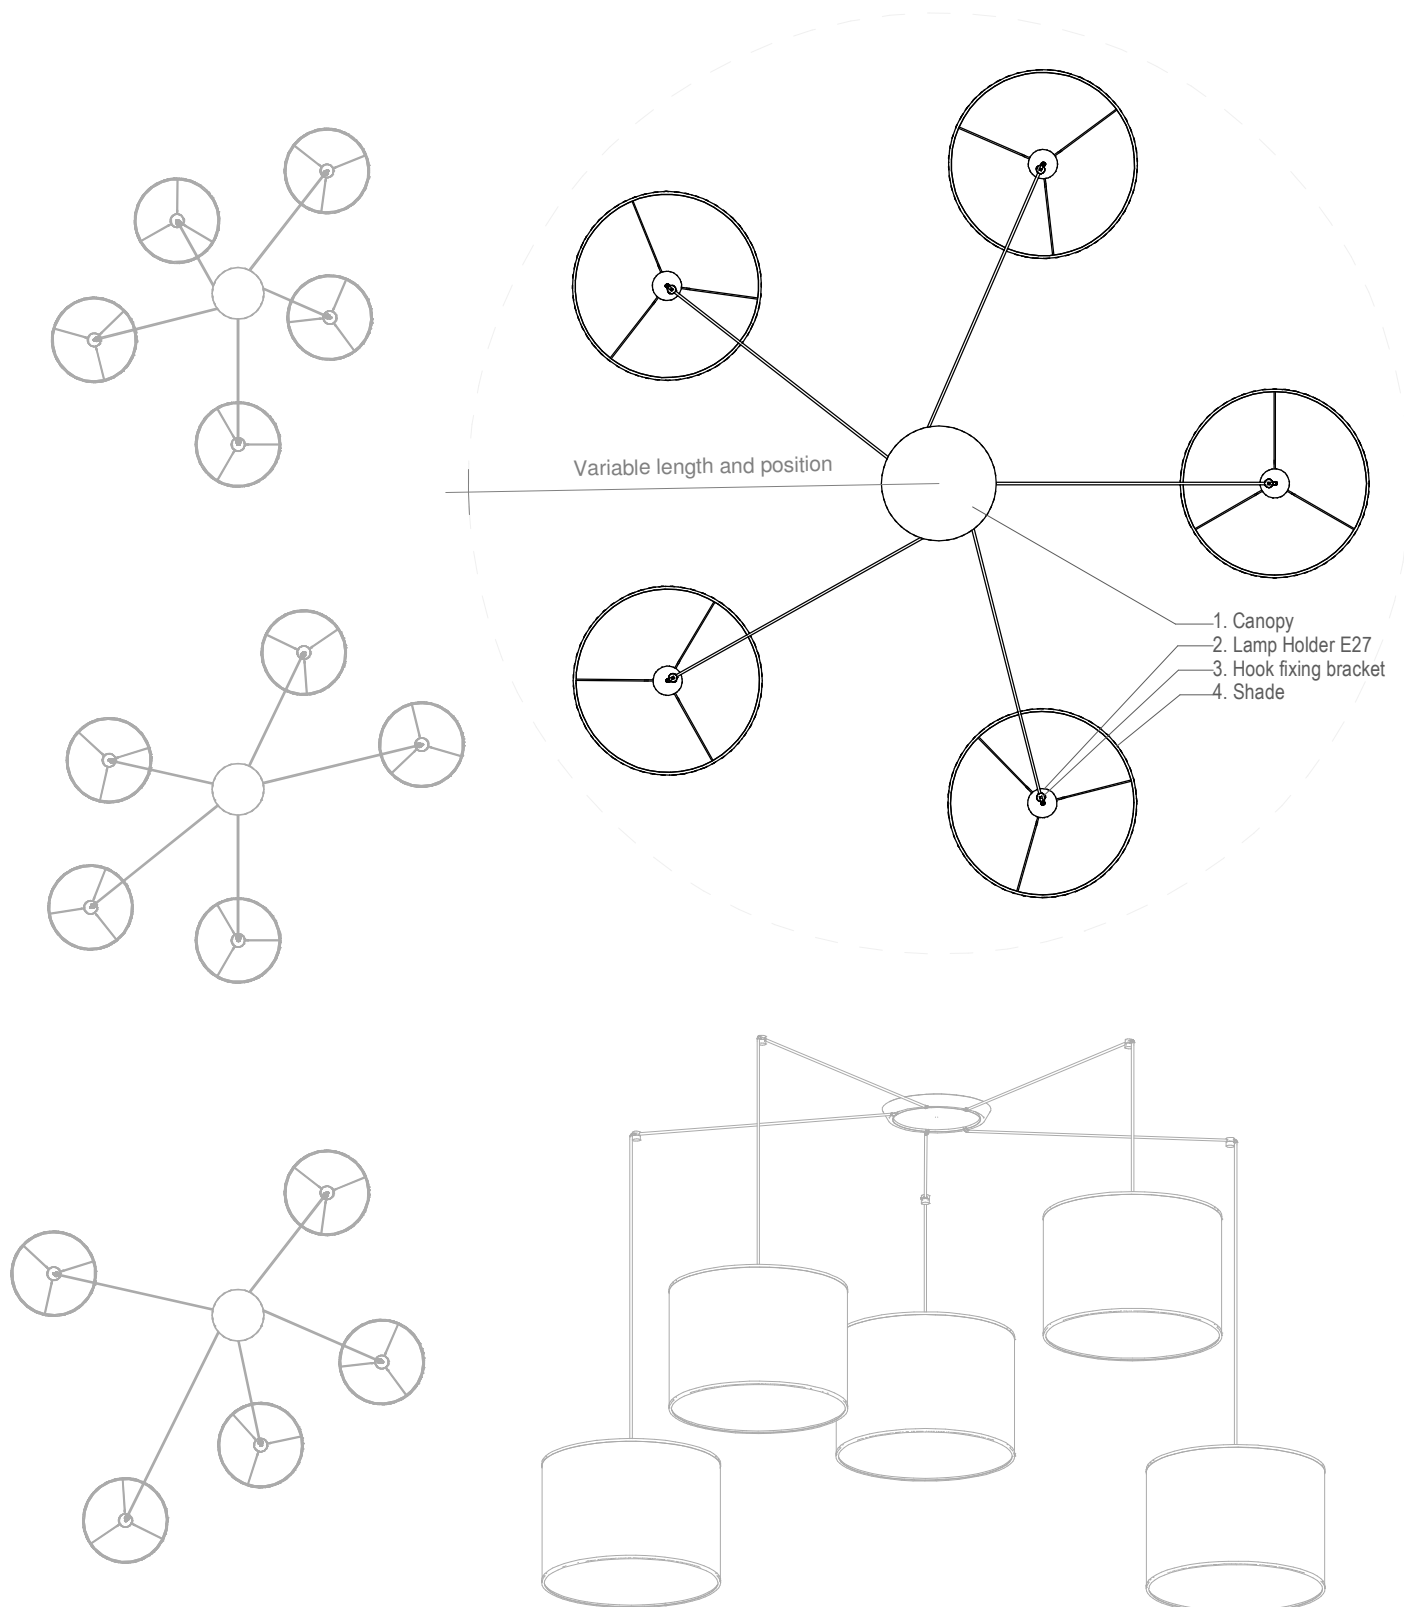 Variable length and position
1. Canopy
2. Lamp Holder E27
3. Hook fixing bracket
4. Shade